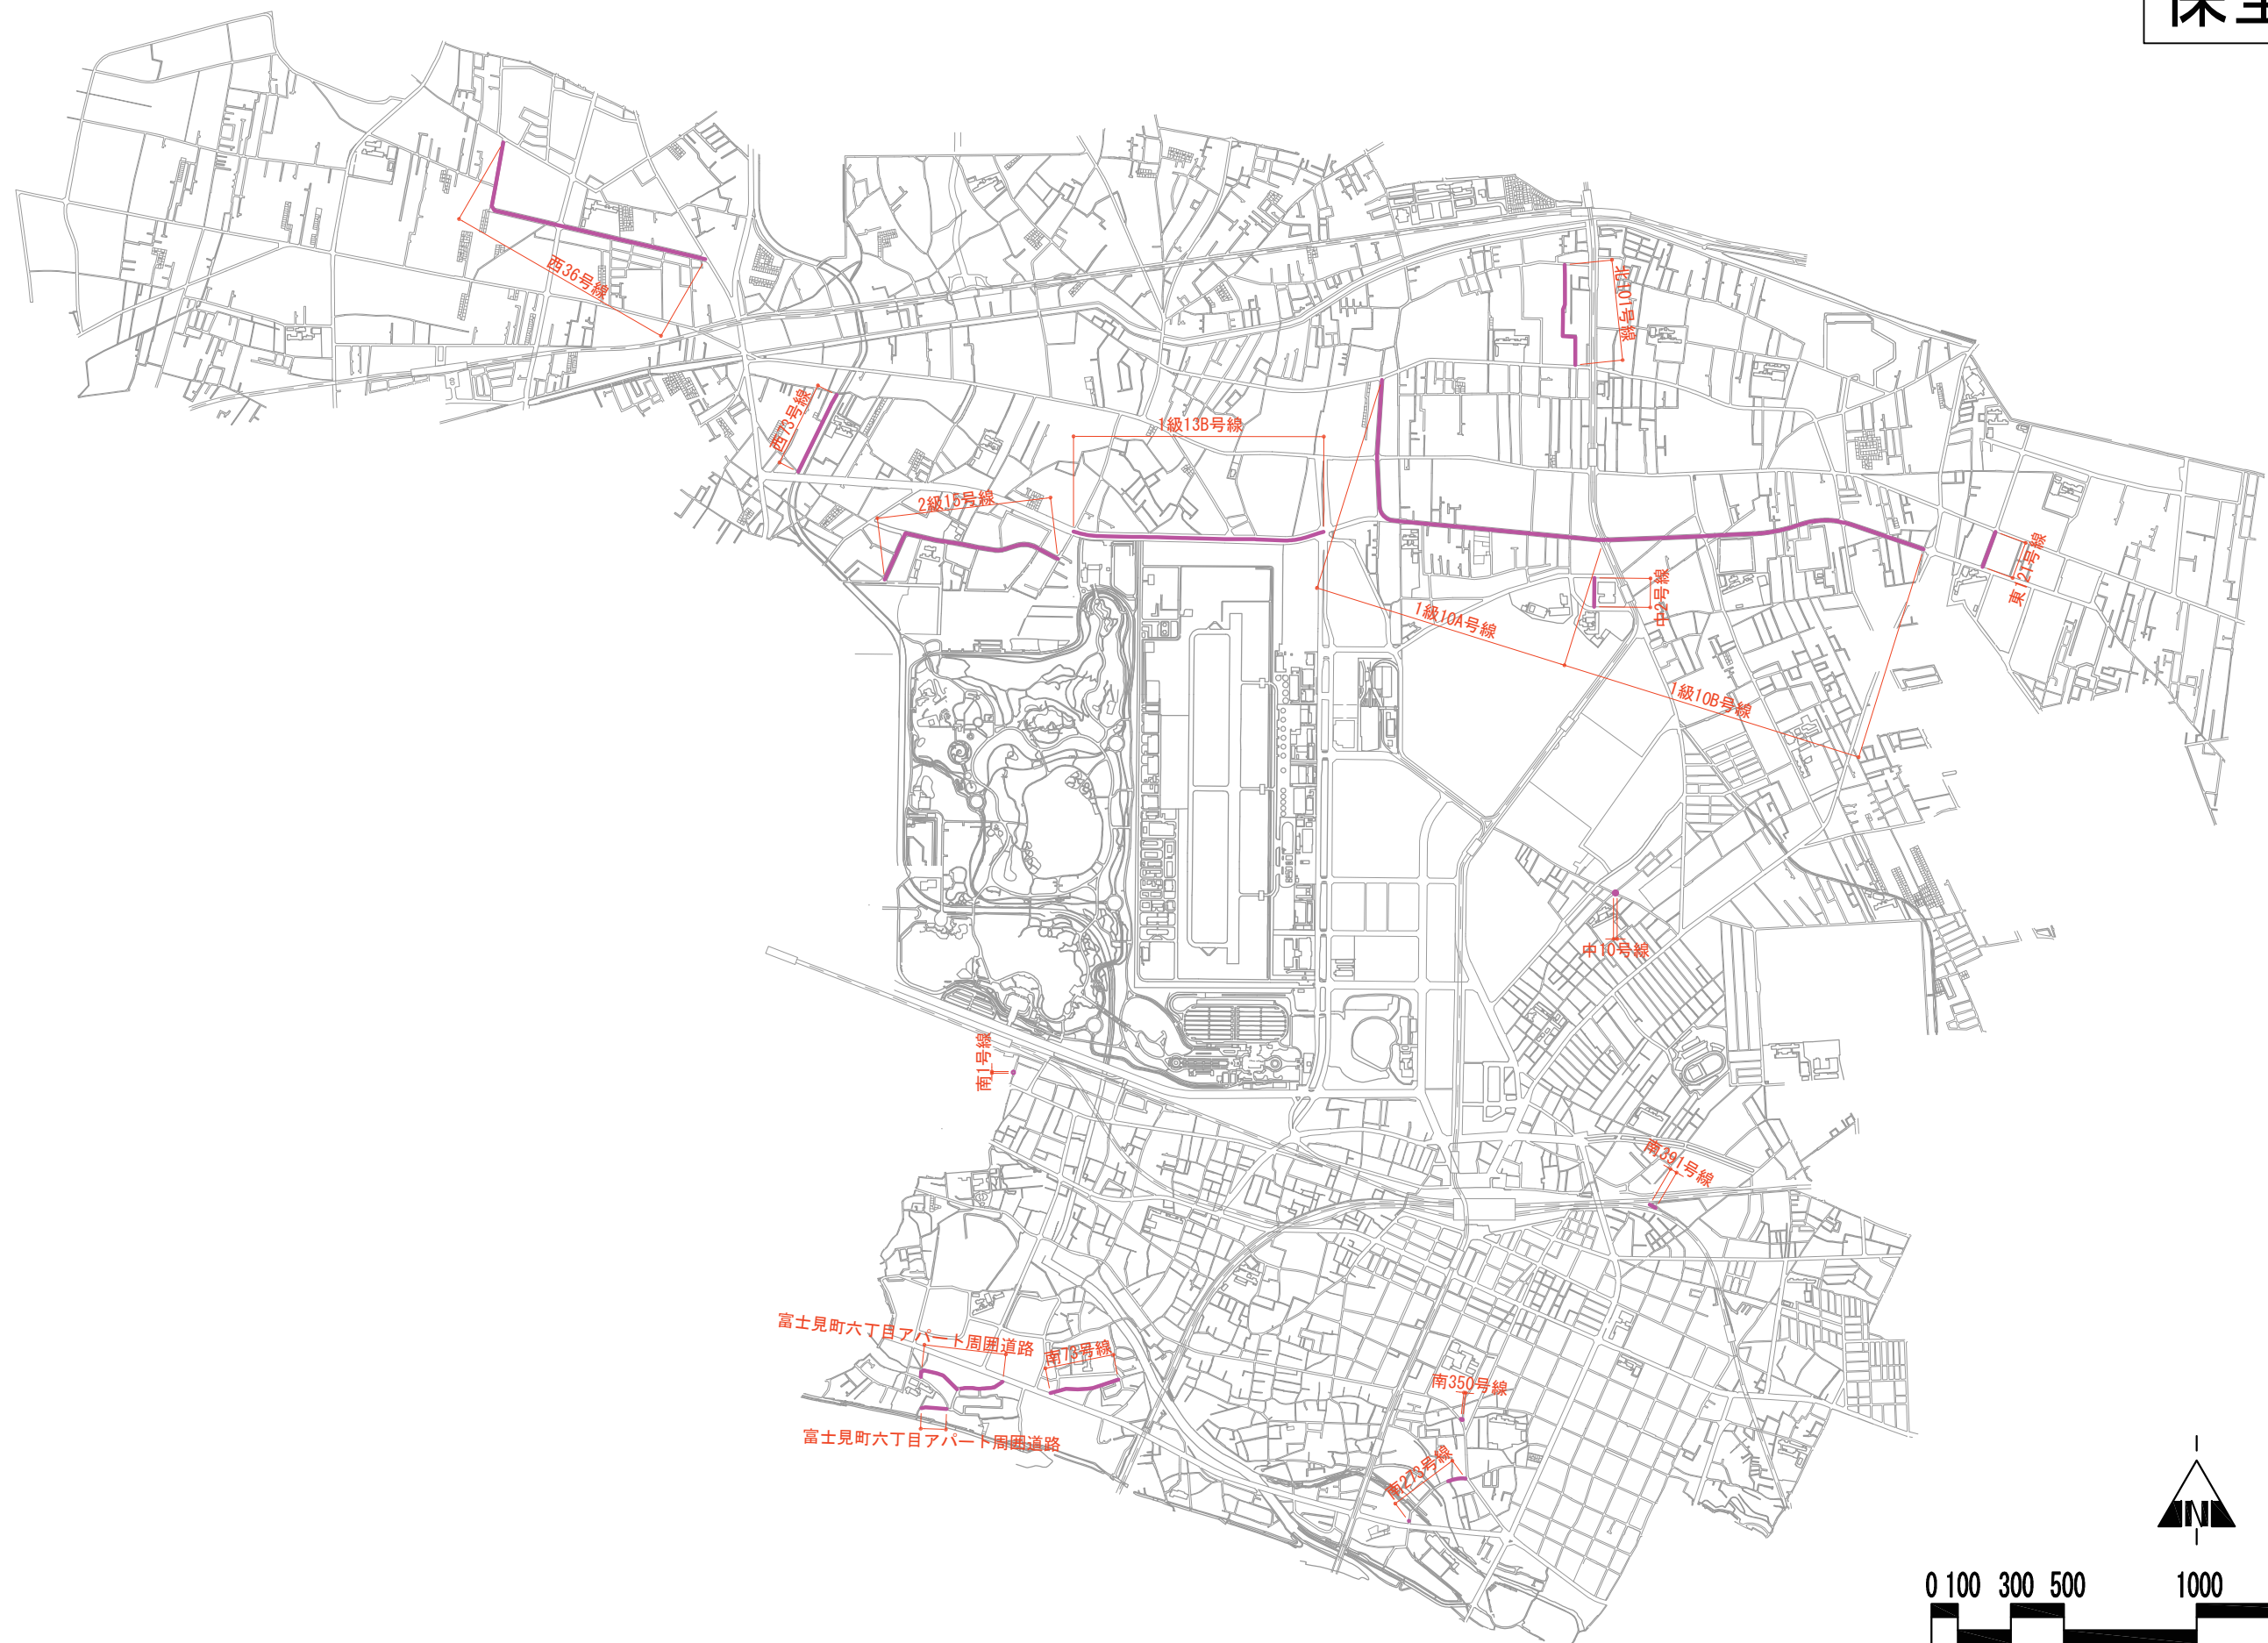 西36号線
北101号線
西73号線
1級13B号線
2級15号線
東121号線
中2号線
1級10A号線
1級10B号線
中10号線
南1号線
南391号線
富士見町六丁目アパート周囲道路
南73号線
南350号線
富士見町六丁目アパート周囲道路
南273号線
N
0 100 300 500 1000